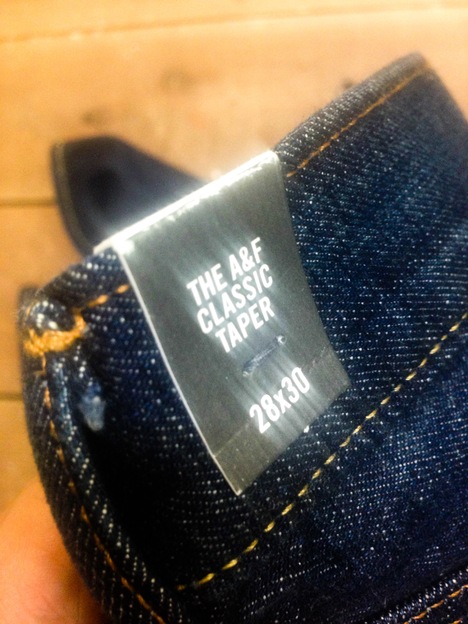 THE A&F
CLASSIC
TAPER
28x30